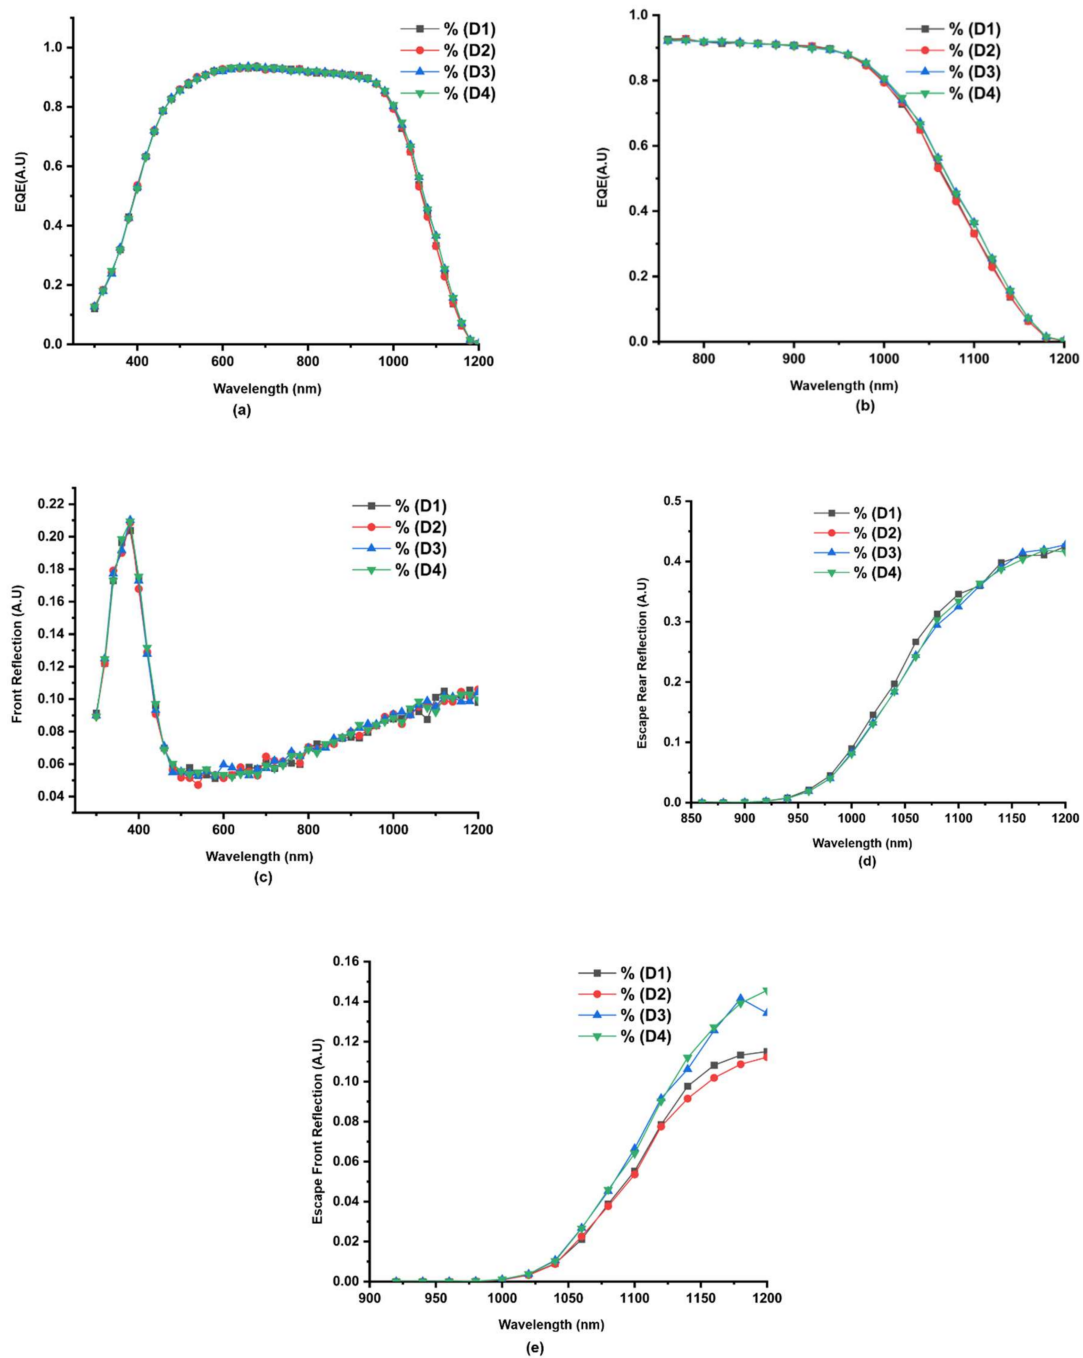 1.0
0.8
0.6
0.4
0.2
0.0
EQE(A.U)
400
600
800
1000
1200
Wavelength (nm)
(a)
% (D1)
% (D2)
% (D3)
% (D4)
1.0
0.8
0.6
0.4
0.2
0.0
EQE(A.U)
800
900
1000
1100
1200
Wavelength (nm)
(b)
% (D1)
% (D2)
% (D3)
% (D4)
0.22
0.20
0.18
0.16
0.14
0.12
0.10
0.08
0.06
0.04
Front Reflection (A.U)
400
600
800
1000
1200
Wavelength (nm)
(c)
% (D1)
% (D2)
% (D3)
% (D4)
0.5
0.4
0.3
0.2
0.1
0.0
Escape Rear Reflection (A.U)
850
900
950
1000
1050
1100
1150
1200
Wavelength (nm)
(d)
% (D1)
% (D2)
% (D3)
% (D4)
0.16
0.14
0.12
0.10
0.08
0.06
0.04
0.02
0.00
Escape Front Reflection (A.U)
900
950
1000
1050
1100
1150
1200
Wavelength (nm)
(e)
% (D1)
% (D2)
% (D3)
% (D4)